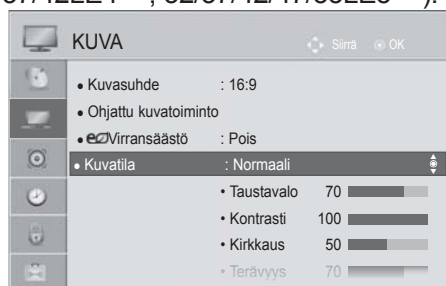 KUVA
Siirrä OK
• Kuvasuhde : 16:9
• Ohjattu kuvatoiminto
• eco Virransäästö : Pois
• Kuvatila : Normaali
• Taustavalo 70
• Kontrasti 100
• Kirkkaus 50
• Terävyys 70